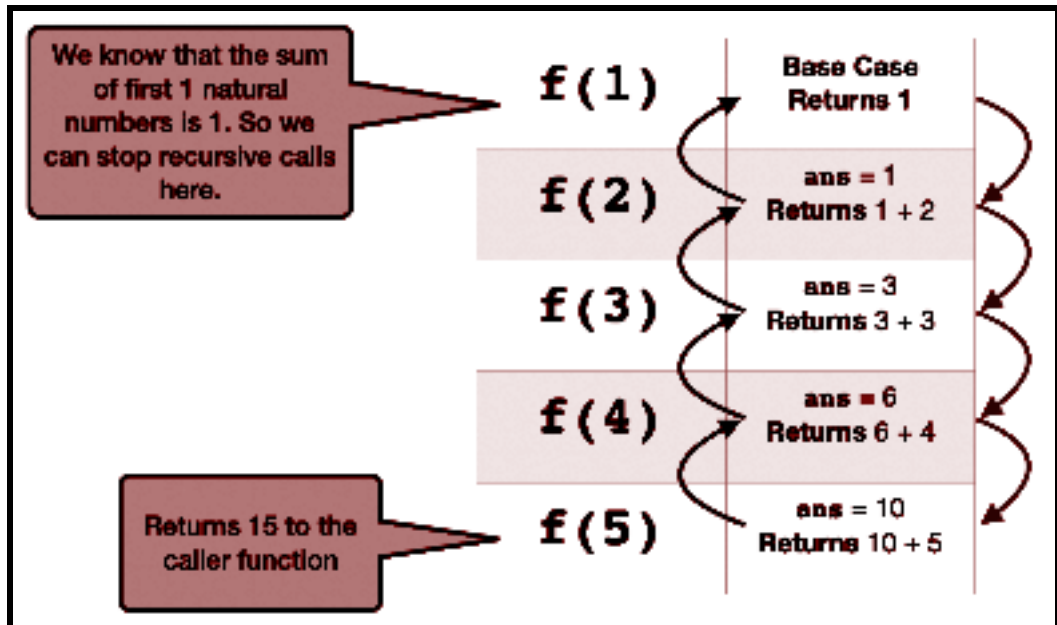 We know that the sum
of first 1 natural
numbers is 1. So we
can stop recursive calls
here.
f(1)
Base Case
Returns 1
f(2)
ans = 1
Returns 1 + 2
f(3)
ans = 3
Returns 3 + 3
f(4)
ans = 6
Returns 6 + 4
Returns 15 to the
caller function
f(5)
ans = 10
Returns 10 + 5